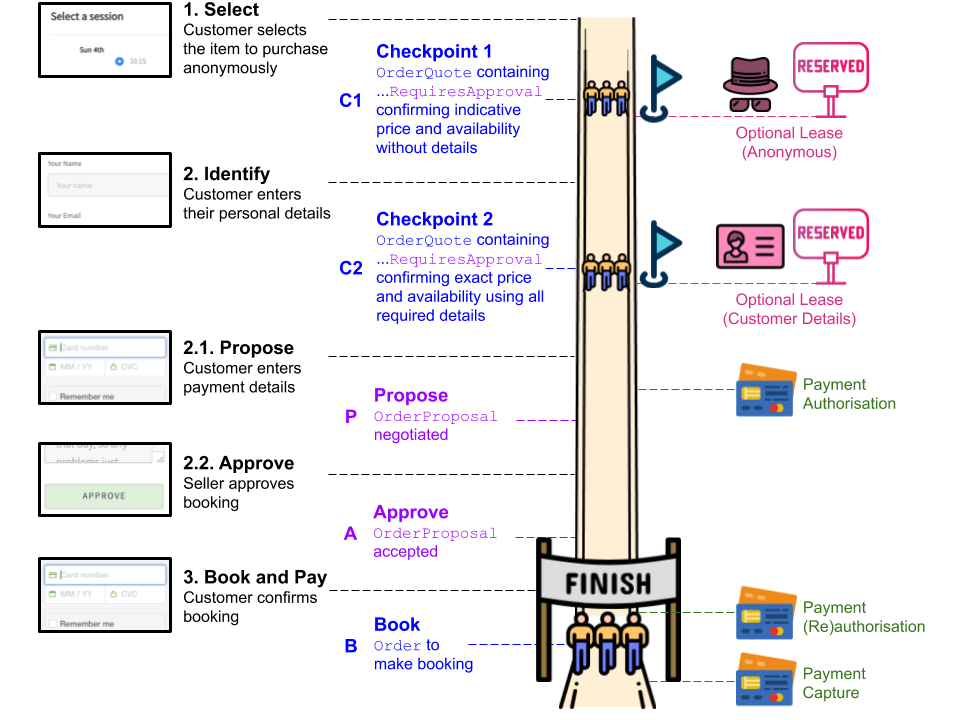 Select a session
Sun 4th
10:15
1. Select
Customer selects
the item to purchase
anonymously
Checkpoint 1
OrderQuote containing
...RequiresApproval
confirming indicative
price and availability
without details
C1
RESERVED
Optional Lease
(Anonymous)
Your Name
Your name
Your Email
2. Identify
Customer enters
their personal details
Checkpoint 2
OrderQuote containing
...RequiresApproval
confirming exact price
and availability using all
required details
C2
RESERVED
Optional Lease
(Customer Details)
Card number
MM / YY
CVC
Remember me
2.1. Propose
Customer enters
payment details
Propose
OrderProposal
negotiated
P
Payment
Authorisation
that day, so any
problems just
APPROVE
2.2. Approve
Seller approves
booking
Approve
OrderProposal
accepted
A
Card number
MM / YY
CVC
Remember me
3. Book and Pay
Customer confirms
booking
FINISH
Book
Order to
make booking
B
Payment
(Re)authorisation
Payment
Capture